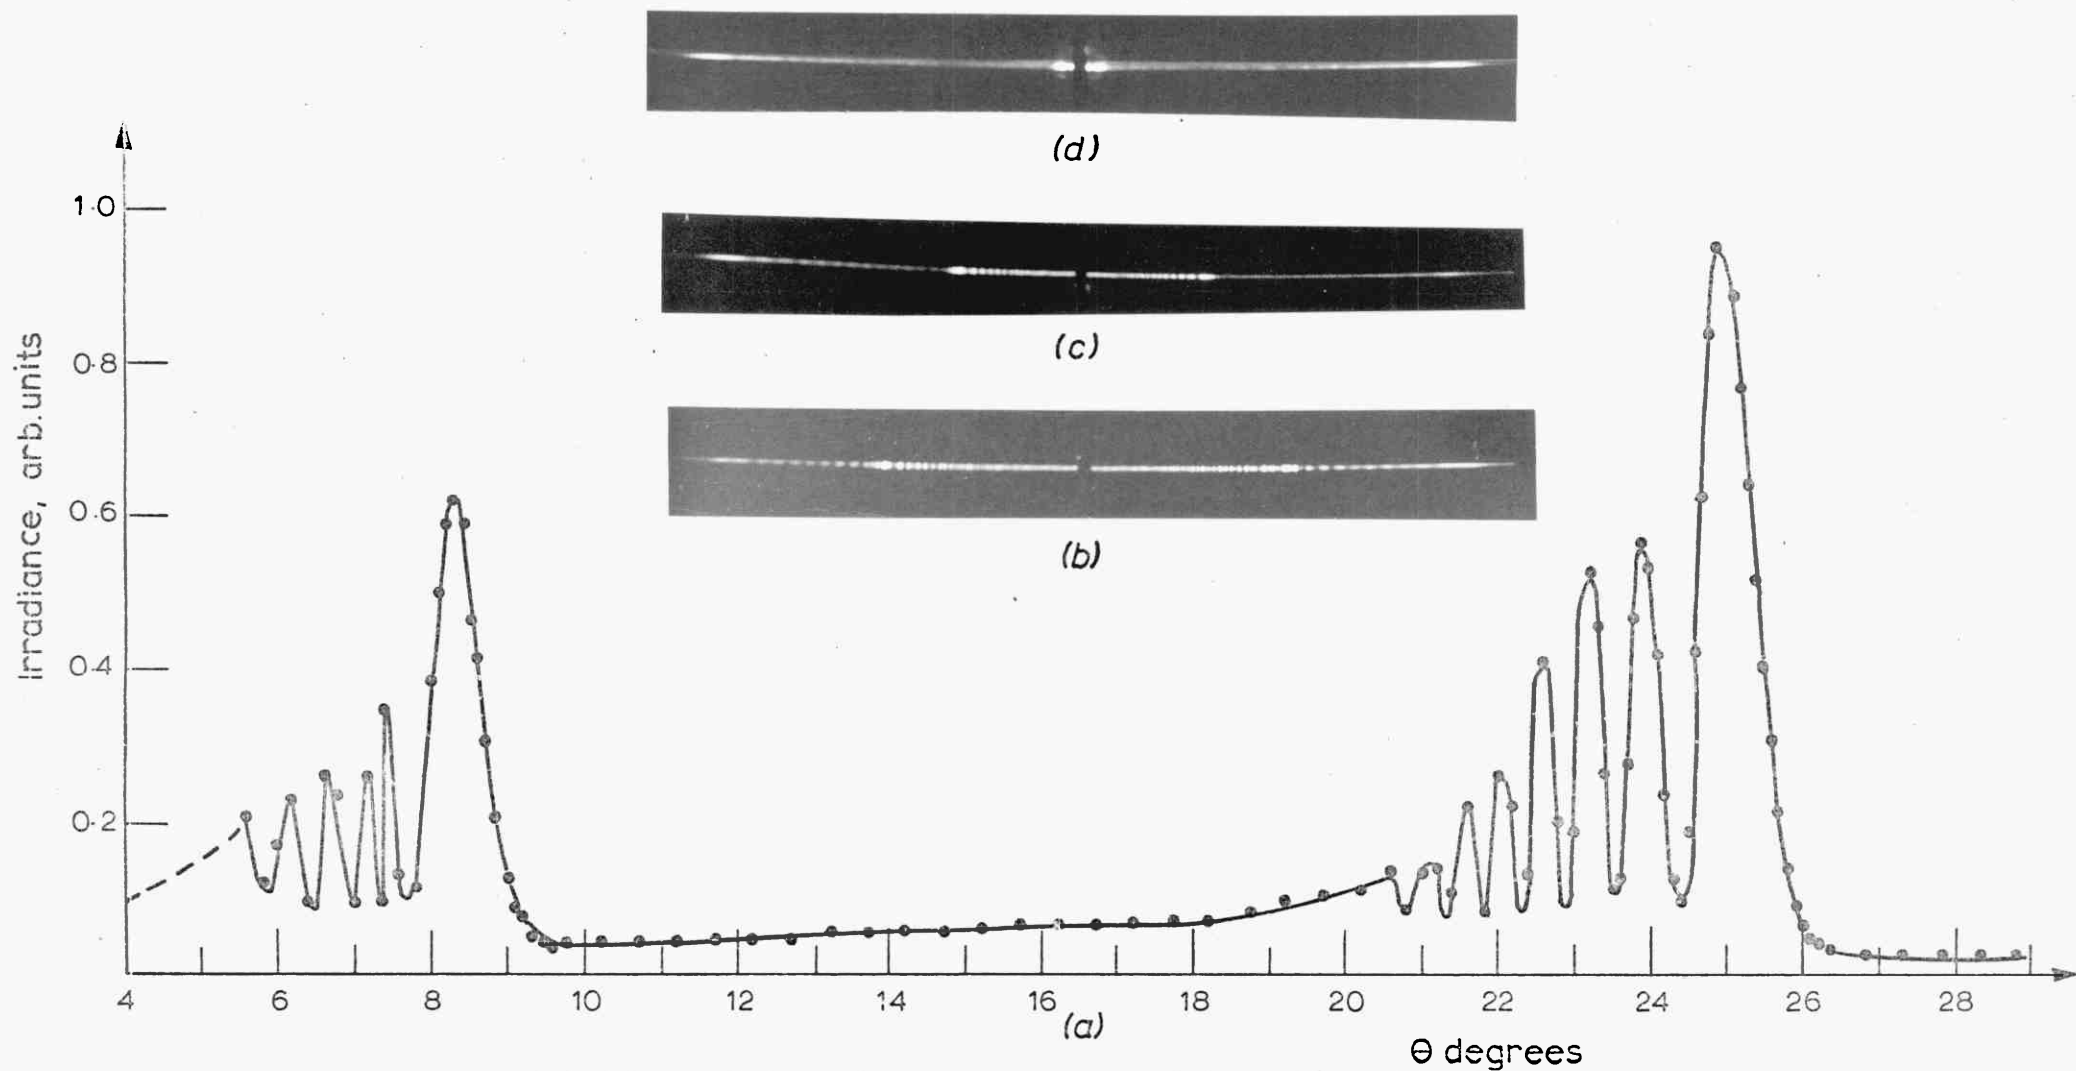 (d)
(c)
(b)
Irradiance, arb.units
1.0
0.8
0.6
0.4
0.2
4 6 8 10 12 14 16 18 20 22 24 26 28
(a)
Θ degrees